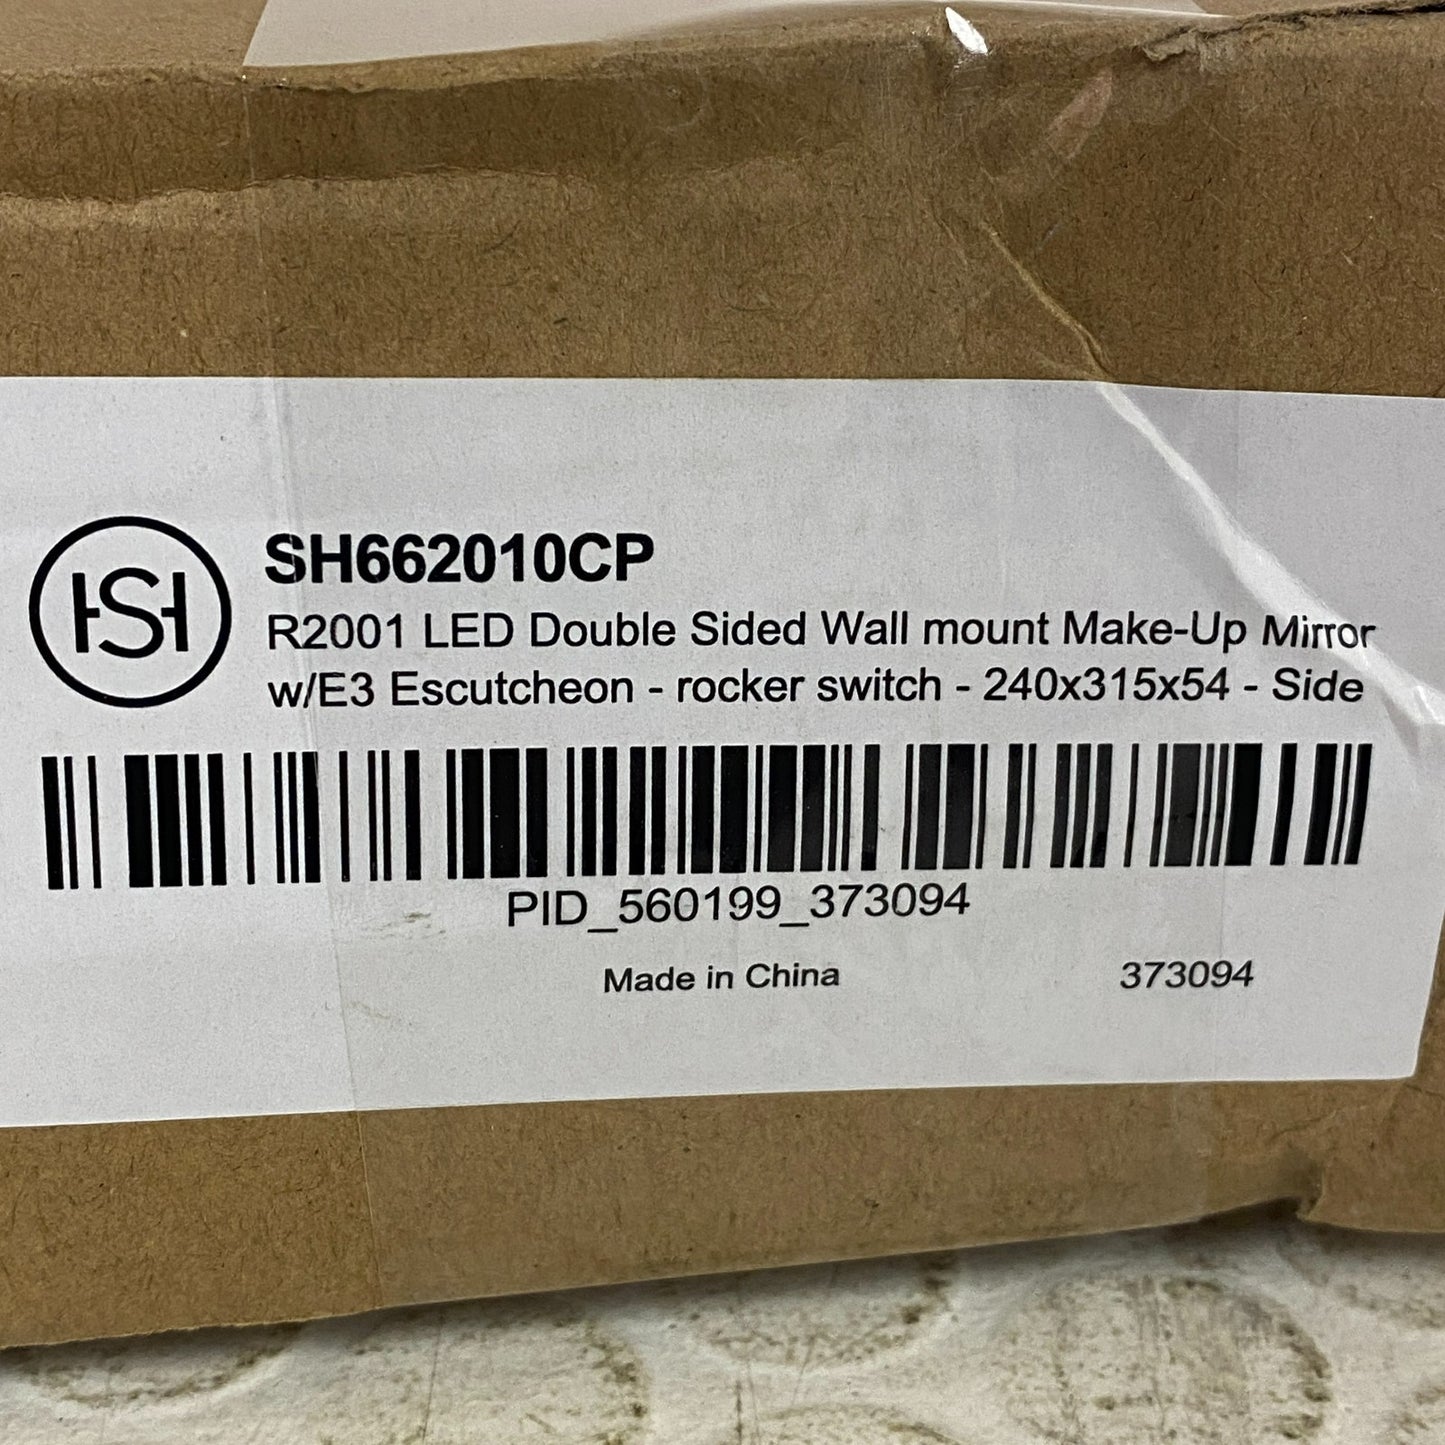 HSH
SH662010CP
R2001 LED Double Sided Wall mount Make-Up Mirror
w/E3 Escutcheon - rocker switch - 240x315x54 - Side
PID_560199_373094
Made in China
373094